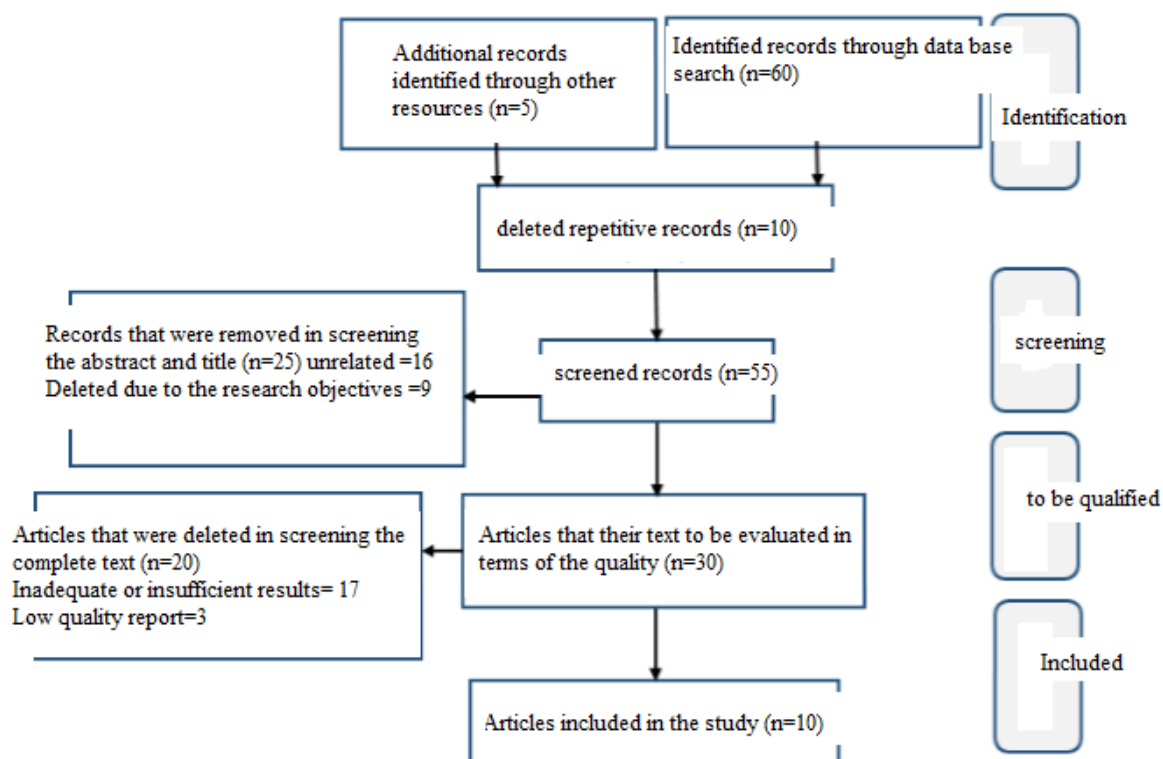 Additional records
identified through other
resources (n=5)
Identified records through data base
search (n=60)
Identification
deleted repetitive records (n=10)
Records that were removed in screening
the abstract and title (n=25) unrelated =16
Deleted due to the research objectives =9
screened records (n=55)
screening
Articles that were deleted in screening the
complete text (n=20)
Inadequate or insufficient results= 17
Low quality report=3
Articles that their text to be evaluated in
terms of the quality (n=30)
to be qualified
Articles included in the study (n=10)
Included